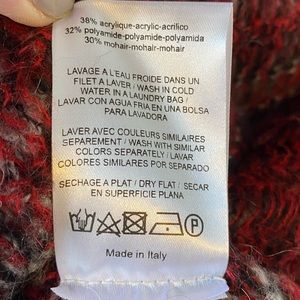 38% acrylique-acrylic-acrilico
32% polyamide-polyamide-polyamida
30% mohair-mohair-mohair
LAVAGE A L'EAU FROIDE DANS UN
FILET A LAVER / WASH IN COLD
WATER IN A LAUNDRY BAG /
LAVAR CON AGUA FRIA EN UNA BOLSA
PARA LAVADORA
LAVER AVEC COULEURS SIMILAIRES
SEPAREMENT / WASH WITH SIMILAR
COLORS SEPARATELY / LAVAR
COLORES SIMILARES POR SEPARADO
SECHAGE A PLAT / DRY FLAT / SECAR
EN SUPERFICIE PLANA
Made in Italy